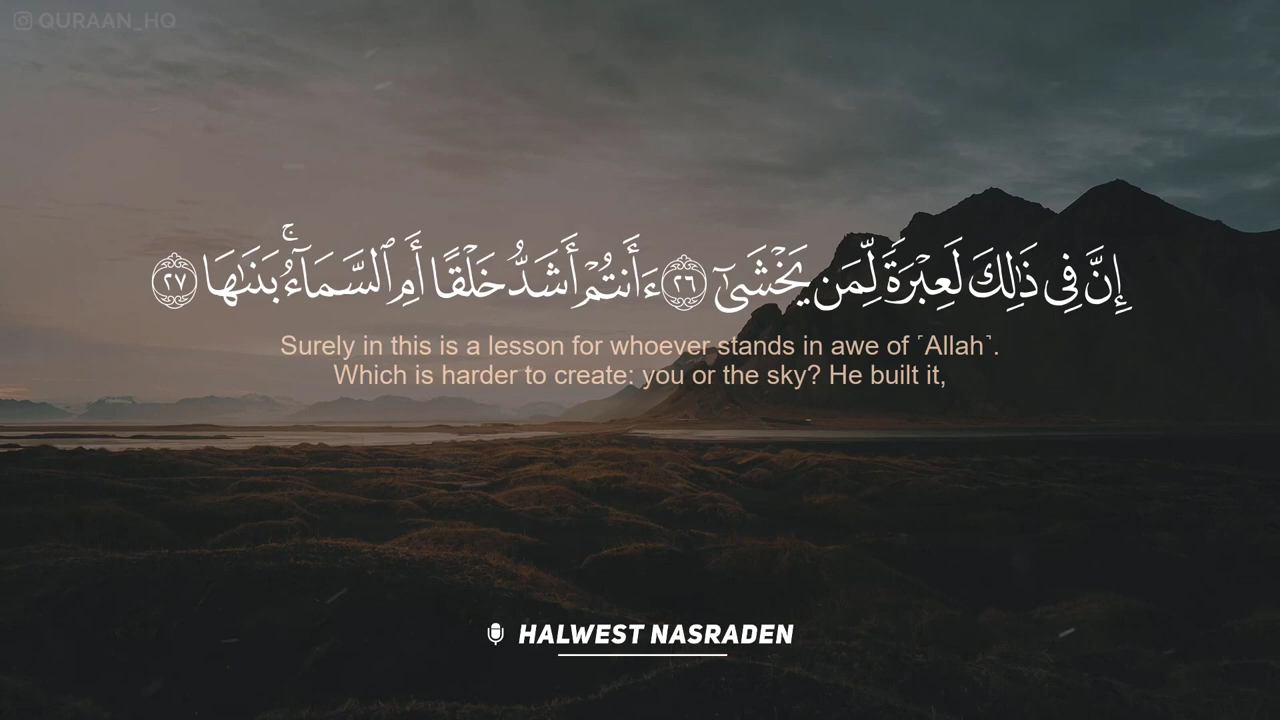 QURAAN_HQ
إِنَّ فِى ذَٰلِكَ لَعِبْرَةً لِّمَن يَخْشَىٰٓ ٢٦ ءَأَنتُمْ أَشَدُّ خَلْقًا أَمِ ٱلسَّمَآءُ ۚ بَنَىٰهَا ٢٧
Surely in this is a lesson for whoever stands in awe of ˹Allah˺.
Which is harder to create: you or the sky? He built it,
HALWEST NASRADEN